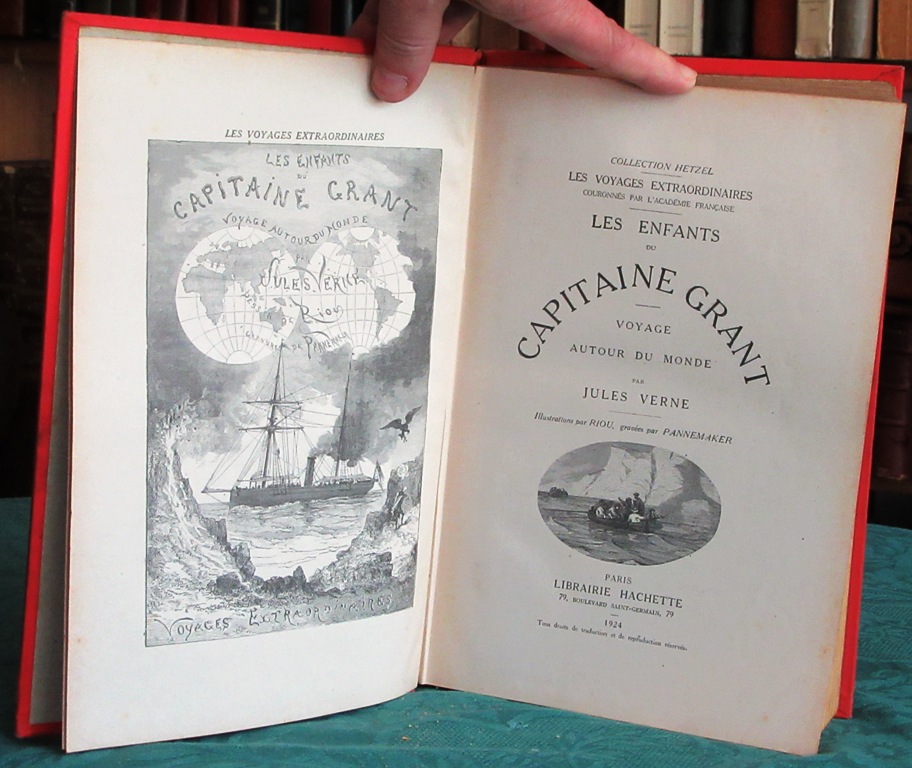 LES VOYAGES EXTRAORDINAIRES
LES ENFANTS
DU
CAPITAINE GRANT
VOYAGE AUTOUR DU MONDE
PAR
JULES VERNE
DESSINS DE RIOU
GRAVURES DE PANNEMAKER
VOYAGES EXTRAORDINAIRES
COLLECTION HETZEL
LES VOYAGES EXTRAORDINAIRES
COURONNÉS PAR L'ACADÉMIE FRANÇAISE
LES ENFANTS
DU
CAPITAINE GRANT
VOYAGE
AUTOUR DU MONDE
PAR
JULES VERNE
Illustrations par RIOU, gravées par PANNEMAKER
PARIS
LIBRAIRIE HACHETTE
79, BOULEVARD SAINT-GERMAIN, 79
1924
Tous droits de traduction et de reproduction réservés.